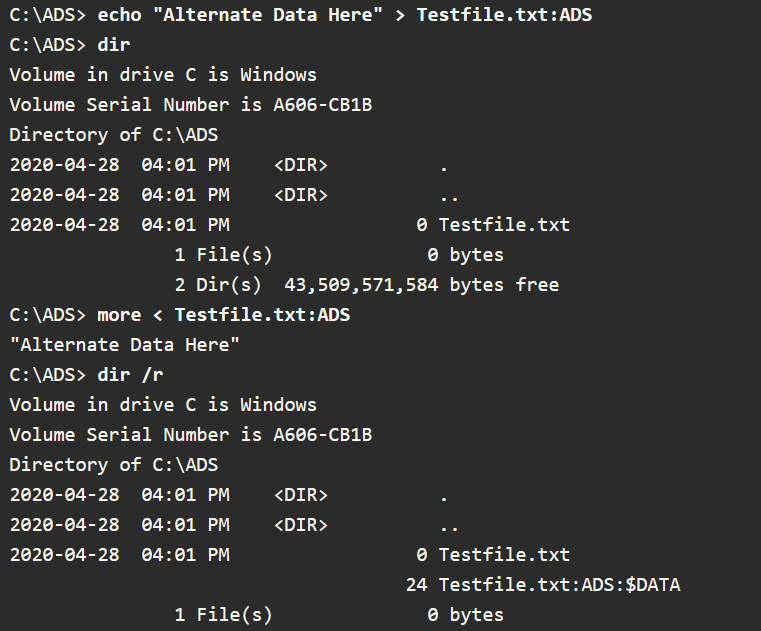 C:\ADS> echo "Alternate Data Here" > Testfile.txt:ADS
C:\ADS> dir
Volume in drive C is Windows
Volume Serial Number is A606-CB1B
Directory of C:\ADS
2020-04-28  04:01 PM    <DIR>          .
2020-04-28  04:01 PM    <DIR>          ..
2020-04-28  04:01 PM                 0 Testfile.txt
               1 File(s)              0 bytes
               2 Dir(s)  43,509,571,584 bytes free
C:\ADS> more < Testfile.txt:ADS
"Alternate Data Here"
C:\ADS> dir /r
Volume in drive C is Windows
Volume Serial Number is A606-CB1B
Directory of C:\ADS
2020-04-28  04:01 PM    <DIR>          .
2020-04-28  04:01 PM    <DIR>          ..
2020-04-28  04:01 PM                 0 Testfile.txt
                                    24 Testfile.txt:ADS:$DATA
               1 File(s)              0 bytes